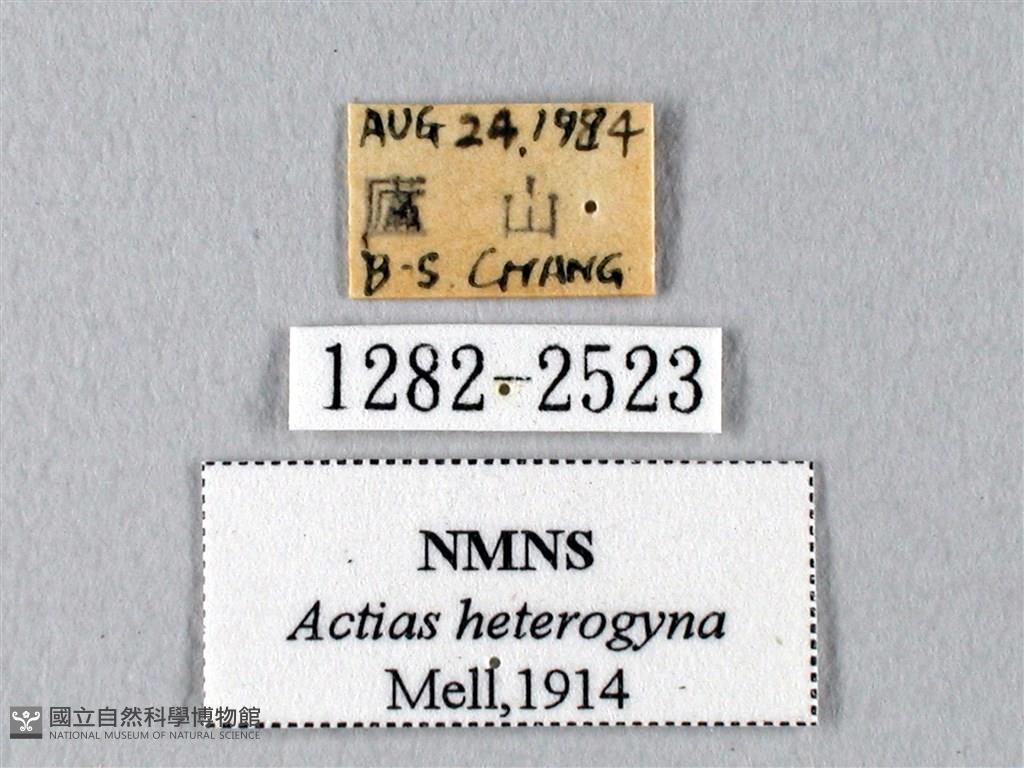 AUG 24. 1984
廬 山
B-S. CHANG
1282-2523
NMNS
Actias heterogyna
Mell,1914
國立自然科學博物館
NATIONAL MUSEUM OF NATURAL SCIENCE